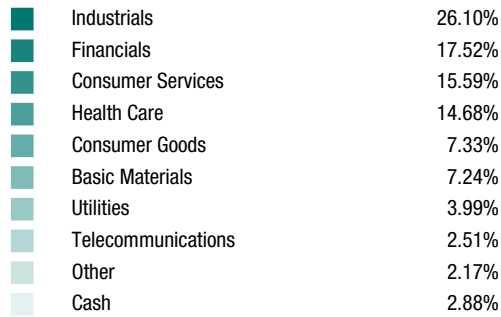 Industrials 26.10%
Financials 17.52%
Consumer Services 15.59%
Health Care 14.68%
Consumer Goods 7.33%
Basic Materials 7.24%
Utilities 3.99%
Telecommunications 2.51%
Other 2.17%
Cash 2.88%